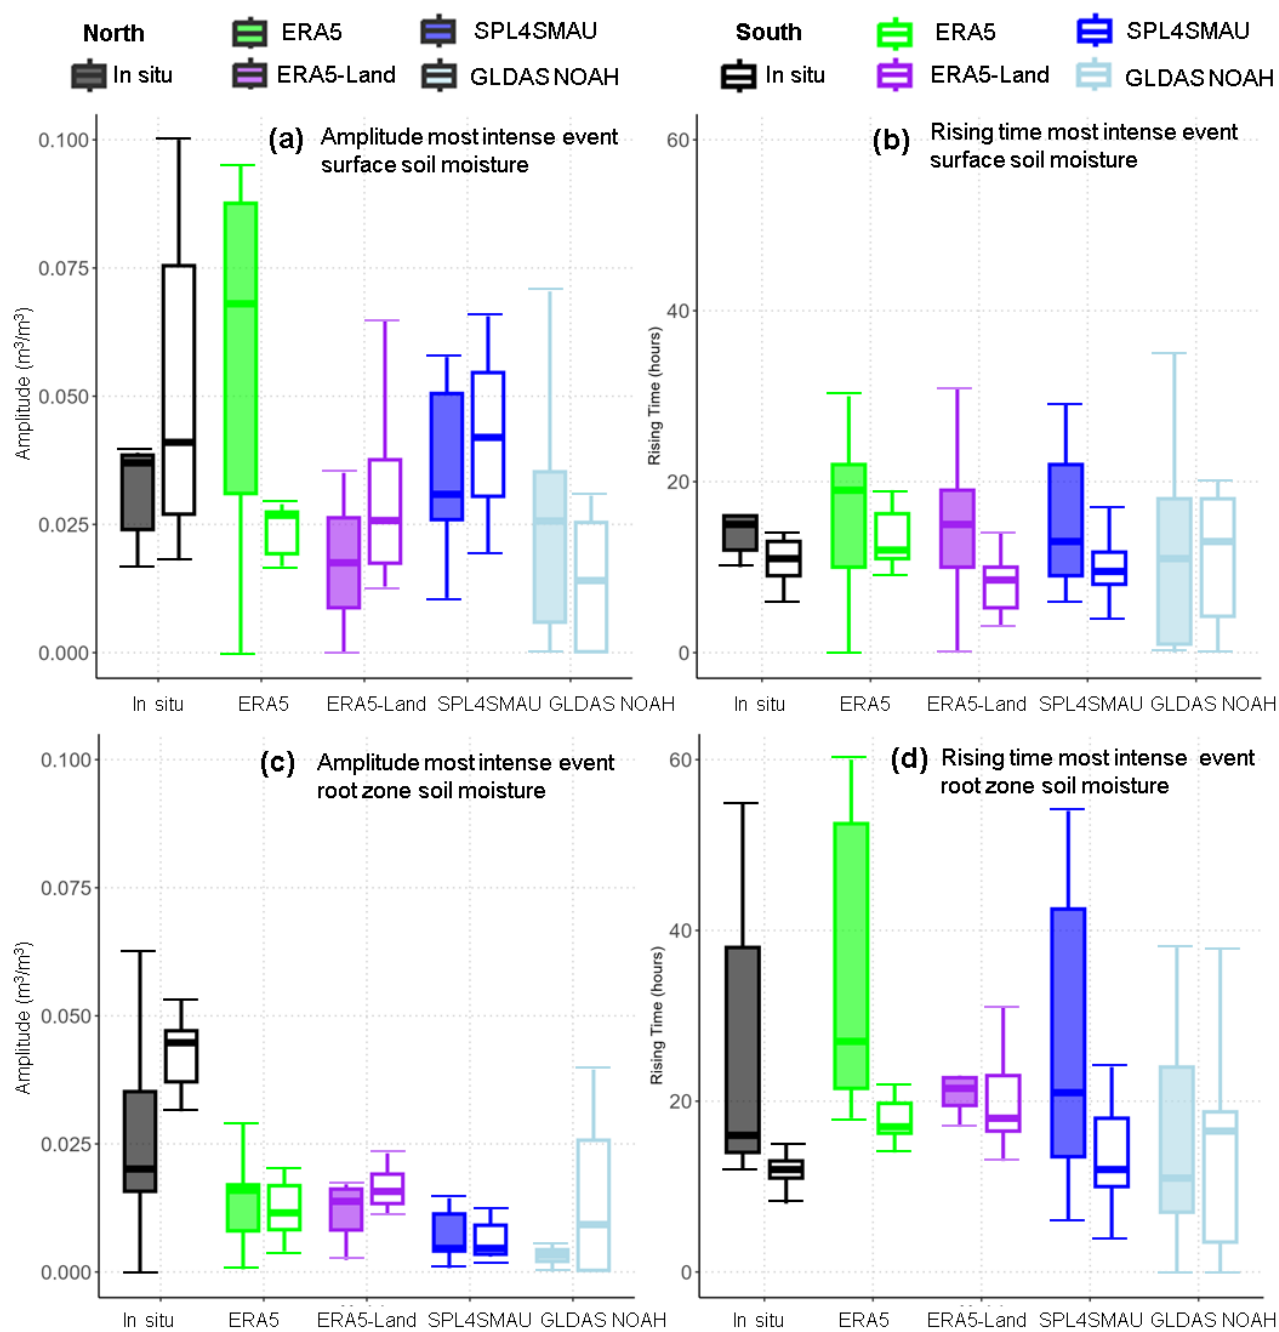 North
ERA5
SPL4SMAU
South
ERA5
SPL4SMAU
In situ
ERA5-Land
GLDAS NOAH
In situ
ERA5-Land
GLDAS NOAH
(a) Amplitude most intense event
surface soil moisture
0.100
0.075
0.050
0.025
0.000
Amplitude (m³/m³)
In situ
ERA5
ERA5-Land
SPL4SMAU
GLDAS NOAH
(b) Rising time most intense event
surface soil moisture
60
40
20
0
Rising Time (hours)
In situ
ERA5
ERA5-Land
SPL4SMAU
GLDAS NOAH
(c) Amplitude most intense event
root zone soil moisture
0.100
0.075
0.050
0.025
0.000
Amplitude (m³/m³)
In situ
ERA5
ERA5-Land
SPL4SMAU
GLDAS NOAH
(d) Rising time most intense event
root zone soil moisture
60
40
20
0
Rising Time (hours)
In situ
ERA5
ERA5-Land
SPL4SMAU
GLDAS NOAH